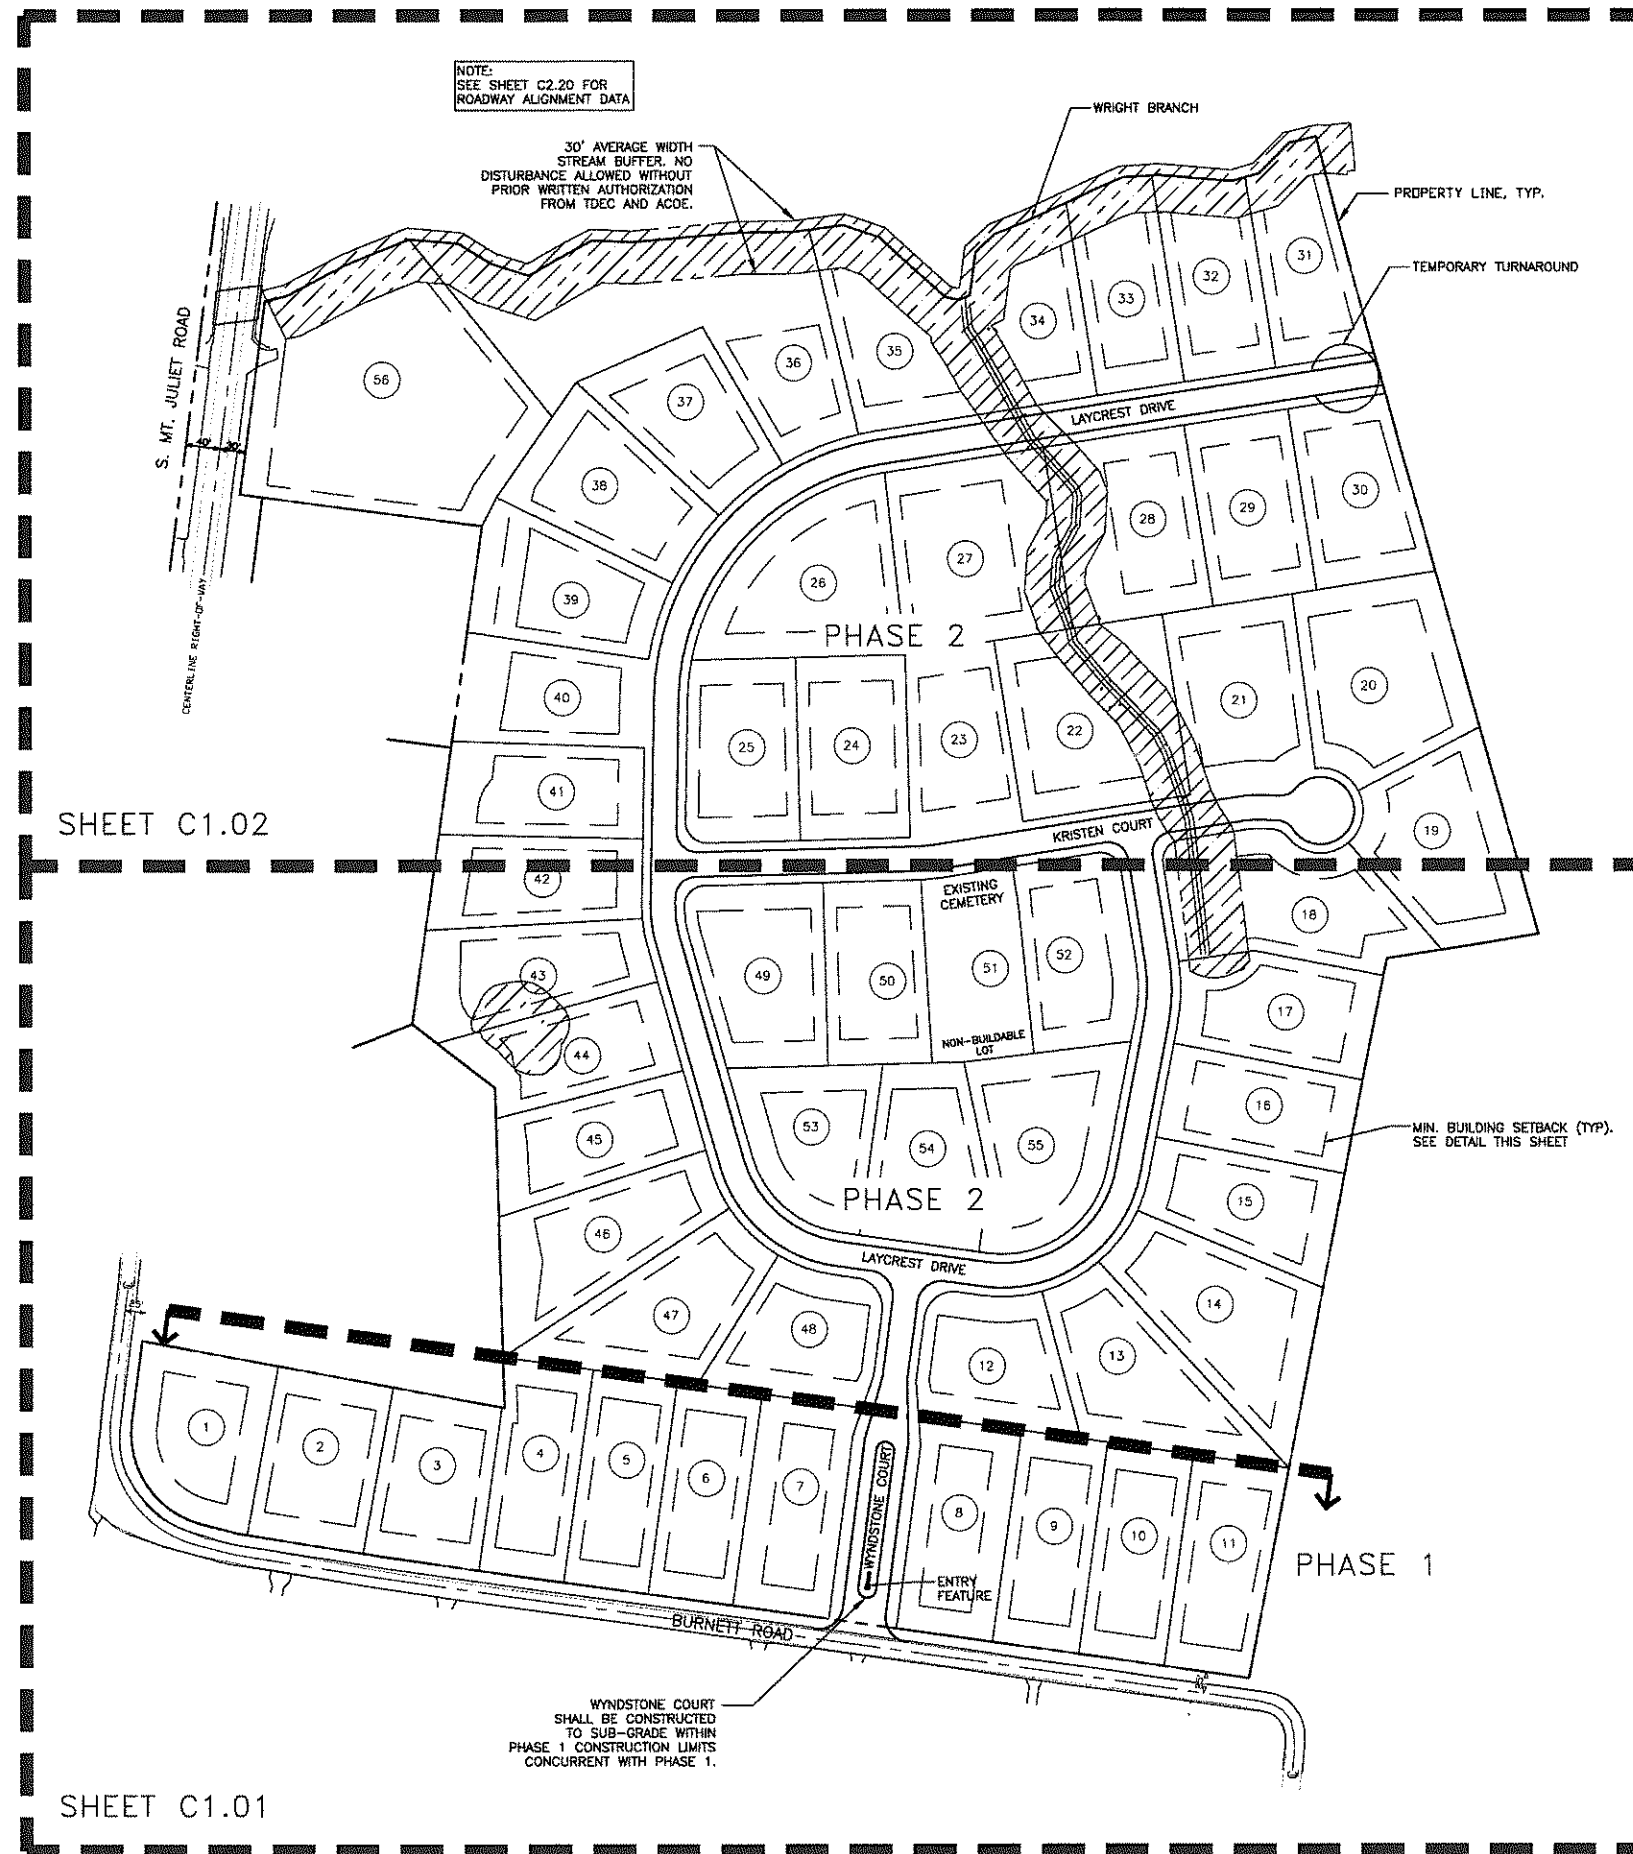 NOTE:
SEE SHEET C2.20 FOR
ROADWAY ALIGNMENT DATA
WRIGHT BRANCH
30' AVERAGE WIDTH
STREAM BUFFER. NO
DISTURBANCE ALLOWED WITHOUT
PRIOR WRITTEN AUTHORIZATION
FROM TDEC AND ACOE.
PROPERTY LINE, TYP.
TEMPORARY TURNAROUND
S. MT. JULIET ROAD
40'
30'
CENTERLINE RIGHT-OF-WAY
31
32
33
34
35
36
37
56
LAYCREST DRIVE
38
30
29
28
27
26
39
PHASE 2
40
25
24
23
22
21
20
41
19
KRISTEN COURT
SHEET C1.02
42
EXISTING
CEMETERY
18
43
49
50
51
52
17
NON-BUILDABLE
LOT
44
45
53
54
55
16
MIN. BUILDING SETBACK (TYP).
SEE DETAIL THIS SHEET
15
PHASE 2
46
LAYCREST DRIVE
25'
47
48
12
13
14
1
2
3
4
5
6
7
WYNDSTONE COURT
8
9
10
11
PHASE 1
ENTRY
FEATURE
BURNETT ROAD
WYNDSTONE COURT
SHALL BE CONSTRUCTED
TO SUB-GRADE WITHIN
PHASE 1 CONSTRUCTION LIMITS
CONCURRENT WITH PHASE 1.
SHEET C1.01